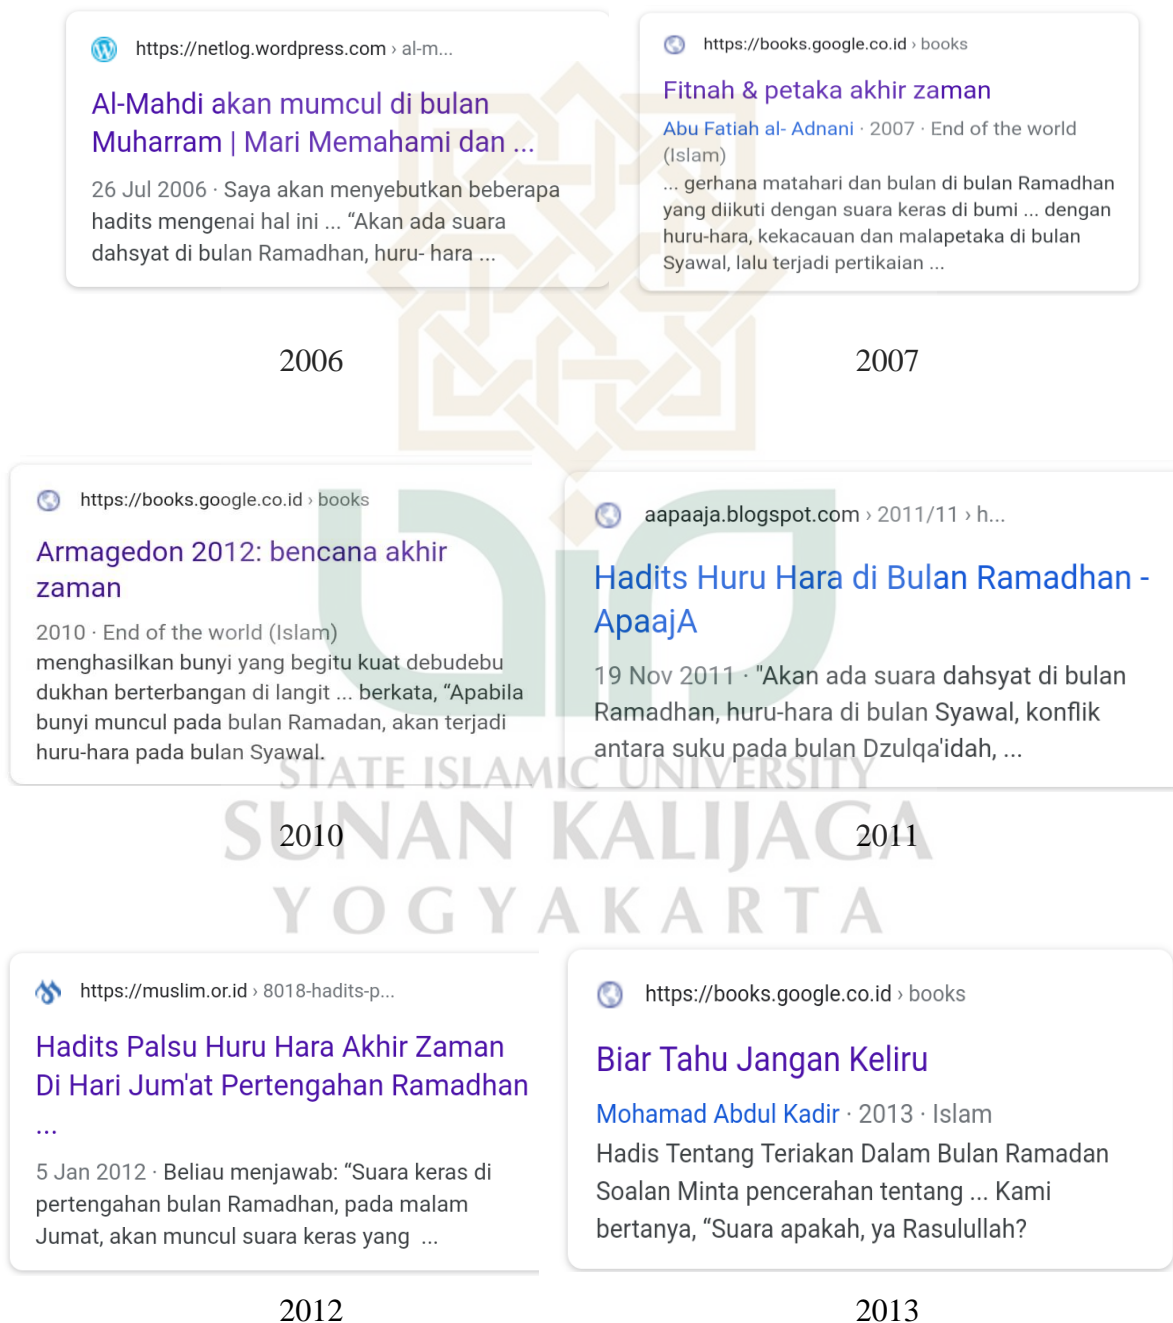 https://netlog.wordpress.com › al-m...
Al-Mahdi akan mumcul di bulan
Muharram | Mari Memahami dan ...
26 Jul 2006 · Saya akan menyebutkan beberapa
hadits mengenai hal ini ... “Akan ada suara
dahsyat di bulan Ramadhan, huru- hara ...
2006
https://books.google.co.id › books
Fitnah & petaka akhir zaman
Abu Fatiah al- Adnani · 2007 · End of the world
(Islam)
... gerhana matahari dan bulan di bulan Ramadhan
yang diikuti dengan suara keras di bumi ... dengan
huru-hara, kekacauan dan malapetaka di bulan
Syawal, lalu terjadi pertikaian ...
2007
https://books.google.co.id › books
Armagedon 2012: bencana akhir
zaman
2010 · End of the world (Islam)
menghasilkan bunyi yang begitu kuat debudebu
dukhan berterbangan di langit ... berkata, “Apabila
bunyi muncul pada bulan Ramadan, akan terjadi
huru-hara pada bulan Syawal.
2010
aapaaja.blogspot.com › 2011/11 › h...
Hadits Huru Hara di Bulan Ramadhan -
ApaajA
19 Nov 2011 · "Akan ada suara dahsyat di bulan
Ramadhan, huru-hara di bulan Syawal, konflik
antara suku pada bulan Dzulqa'idah, ...
2011
STATE ISLAMIC UNIVERSITY
SUNAN KALIJAGA
YOGYAKARTA
https://muslim.or.id › 8018-hadits-p...
Hadits Palsu Huru Hara Akhir Zaman
Di Hari Jum'at Pertengahan Ramadhan
...
5 Jan 2012 · Beliau menjawab: “Suara keras di
pertengahan bulan Ramadhan, pada malam
Jumat, akan muncul suara keras yang ...
2012
https://books.google.co.id › books
Biar Tahu Jangan Keliru
Mohamad Abdul Kadir · 2013 · Islam
Hadis Tentang Teriakan Dalam Bulan Ramadan
Soalan Minta pencerahan tentang ... Kami
bertanya, “Suara apakah, ya Rasulullah?
2013